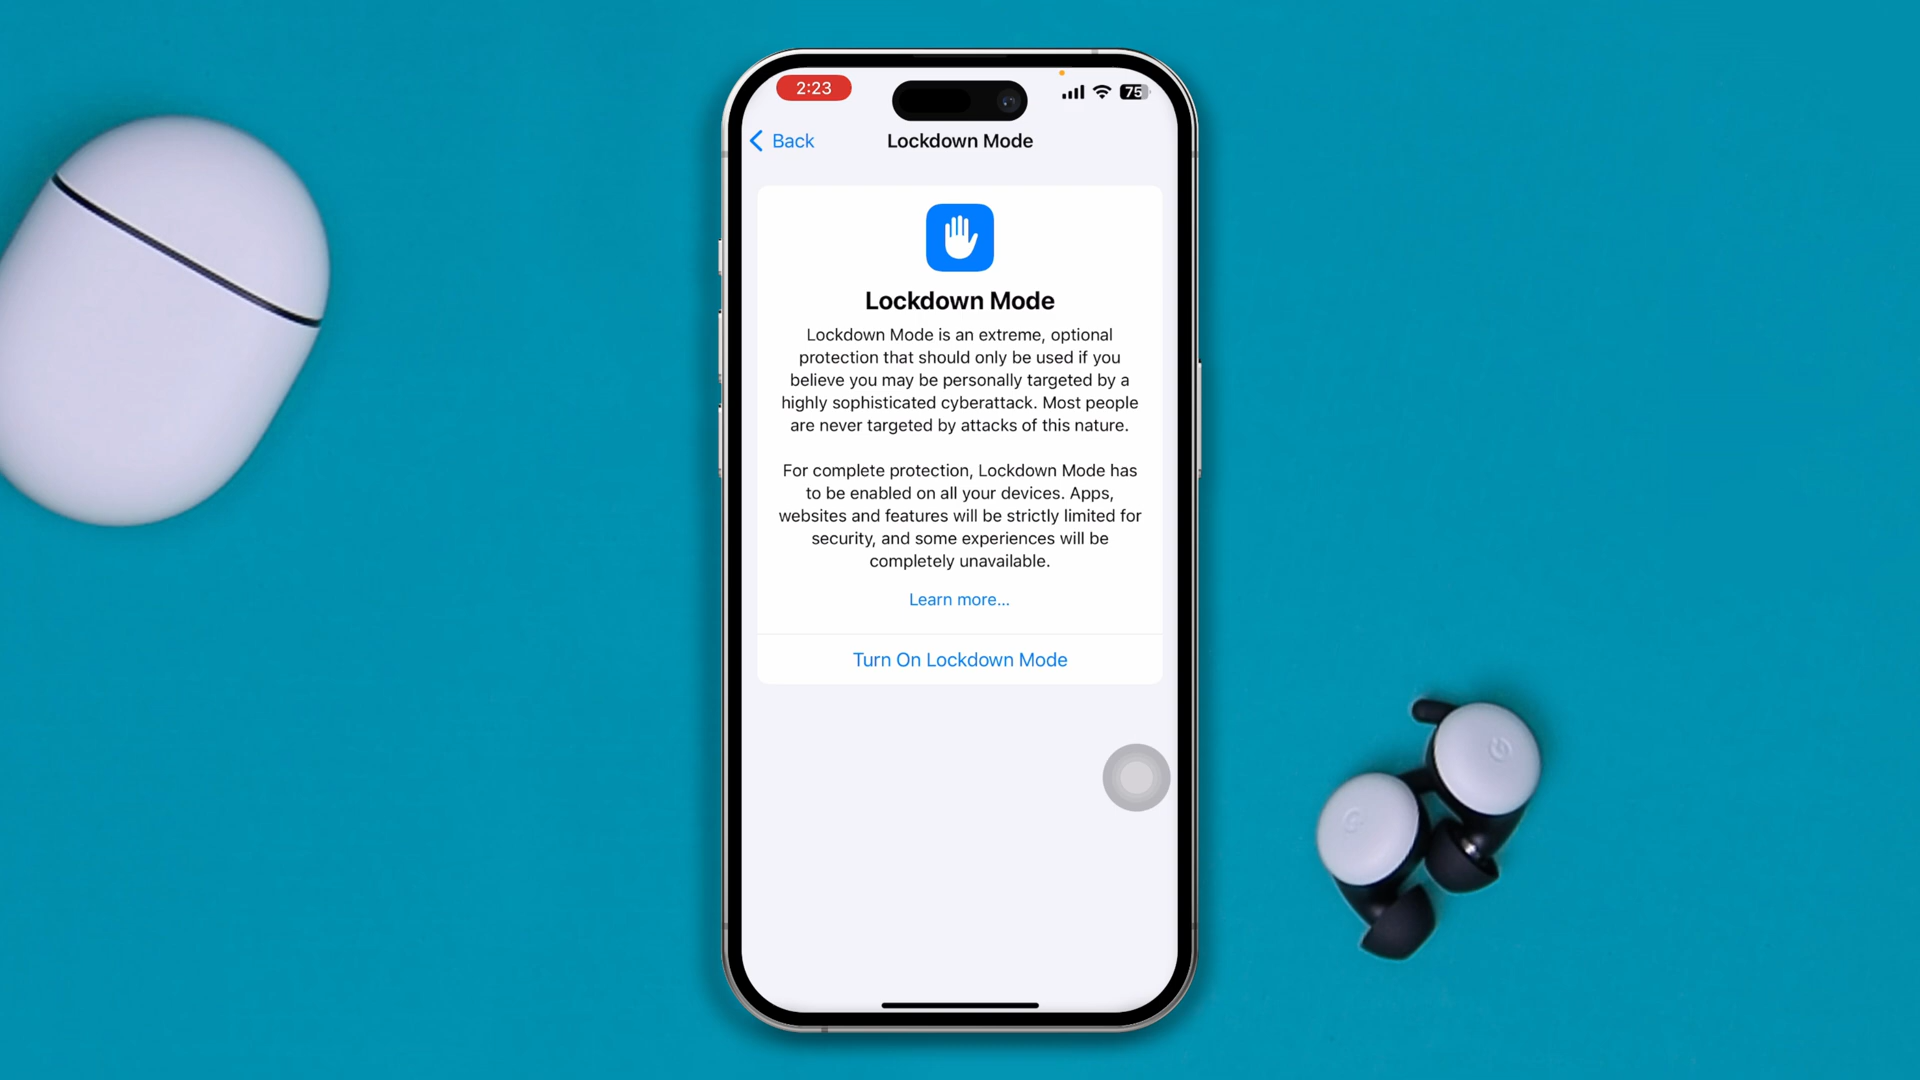 2:23
75
Back
Lockdown Mode
Lockdown Mode
Lockdown Mode is an extreme, optional
protection that should only be used if you
believe you may be personally targeted by a
highly sophisticated cyberattack. Most people
are never targeted by attacks of this nature.
For complete protection, Lockdown Mode has
to be enabled on all your devices. Apps,
websites and features will be strictly limited for
security, and some experiences will be
completely unavailable.
Learn more...
Turn On Lockdown Mode